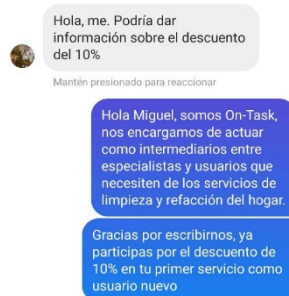 Hola, me. Podría dar
información sobre el descuento
del 10%
Mantén presionado para reaccionar
Hola Miguel, somos On-Task,
nos encargamos de actuar
como intermediarios entre
especialistas y usuarios que
necesiten de los servicios de
limpieza y refacción del hogar.
Gracias por escribirnos, ya
participas por el descuento de
10% en tu primer servicio como
usuario nuevo